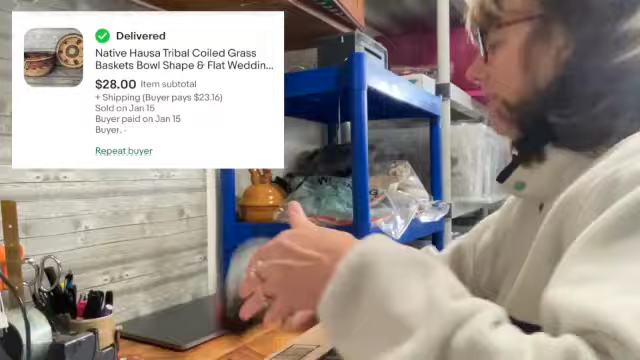 Delivered
Native Hausa Tribal Coiled Grass
Baskets Bowl Shape & Flat Weddin...
$28.00 Item subtotal
+ Shipping (Buyer pays $23.16)
Sold on Jan 15
Buyer paid on Jan 15
Buyer.
Repeat buyer